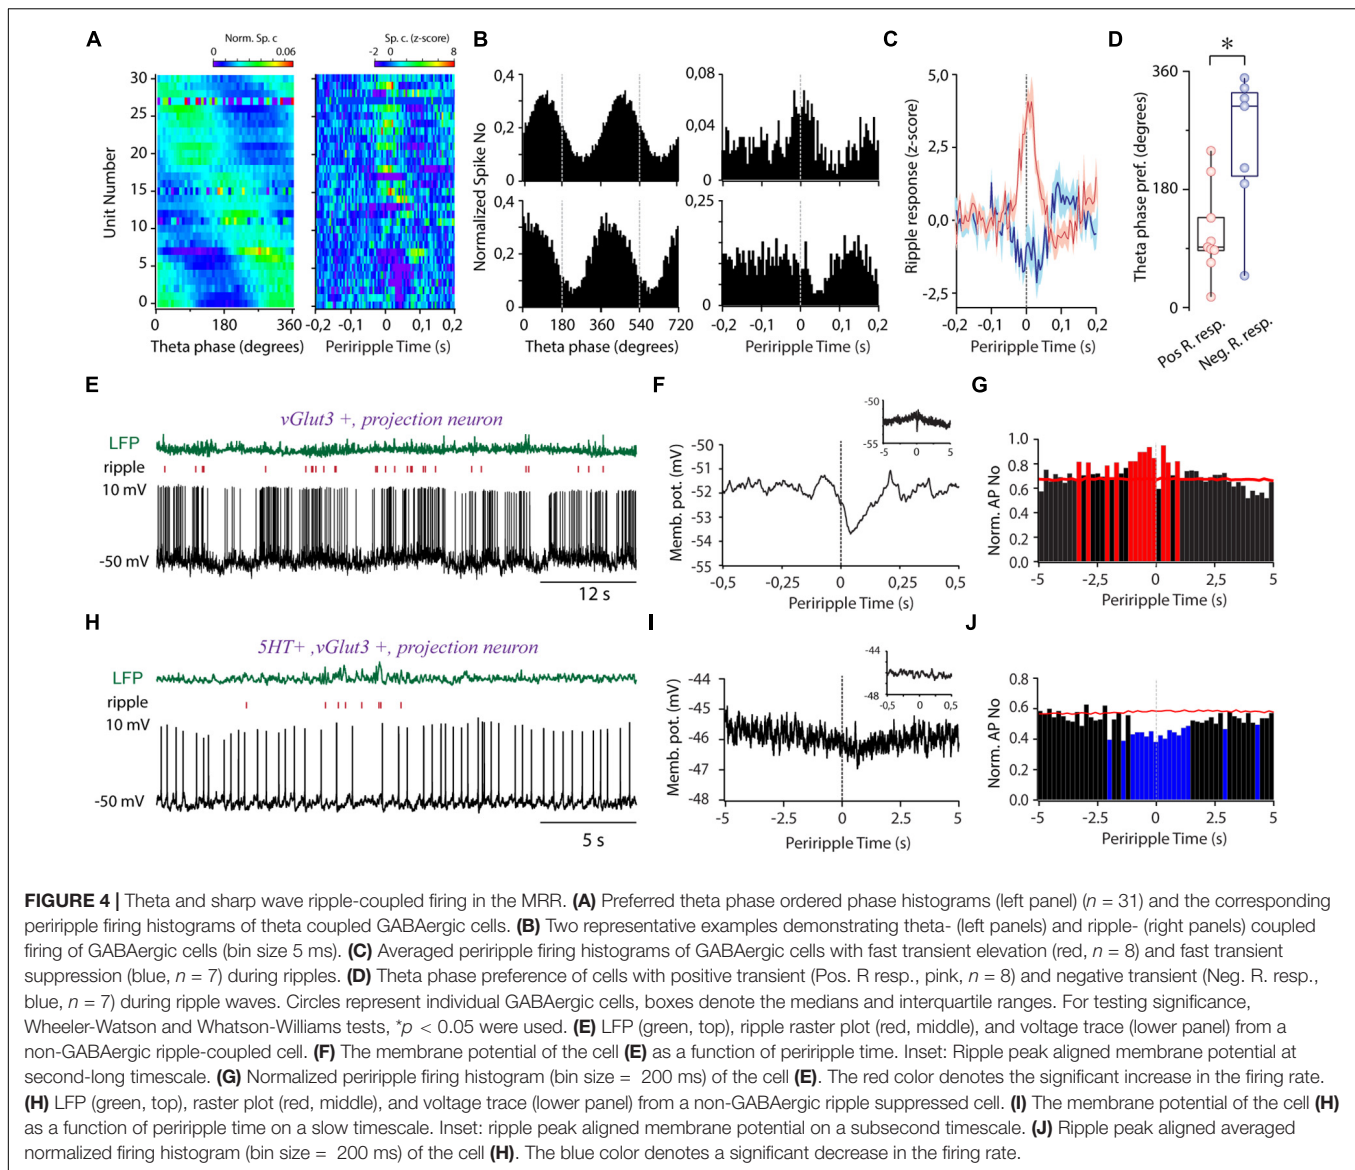 A
Norm. Sp. c
0 0.06
Sp. c. (z-score)
-2 0 8
Unit Number
30
25
20
15
10
5
0
0 180 360
Theta phase (degrees)
-0,2 -0,1 0 0,1 0,2
Periripple Time (s)
B
Normalized Spike No
0,4
0,2
0
0,08
0,04
0
0,4
0,2
0
0 180 360 540 720
Theta phase (degrees)
0,25
0
-0,2 -0,1 0 0,1 0,2
Periripple Time (s)
C
Ripple response (z-score)
5,0
2,5
0,0
-2,5
-0,2 -0,1 0 0,1 0,2
Periripple Time (s)
D
*
Theta phase pref. (degrees)
360
180
0
Pos R. resp.
Neg. R. resp.
E
vGlut3 +, projection neuron
LFP
ripple
10 mV
-50 mV
12 s
F
Memb. pot. (mV)
-50
-51
-52
-53
-54
-55
-0,5 -0,25 0 0,25 0,5
Periripple Time (s)
-50
-55
-5 0 5
G
Norm. AP No
1.0
0.8
0.6
0.4
0.2
0.0
-5 -2,5 0 2,5 5
Periripple Time (s)
H
5HT+ ,vGlut3 +, projection neuron
LFP
ripple
10 mV
-50 mV
5 s
I
Memb. pot. (mV)
-44
-45
-46
-47
-48
-5 -2.5 0 2.5 5
Periripple Time (s)
-44
-48
-0,5 0 0,5
J
Norm. AP No
0.8
0.6
0.4
0.2
0.0
-5 -2.5 0 2.5 5
Periripple Time (s)
FIGURE 4 | Theta and sharp wave ripple-coupled firing in the MRR. (A) Preferred theta phase ordered phase histograms (left panel) (n = 31) and the corresponding
periripple firing histograms of theta coupled GABAergic cells. (B) Two representative examples demonstrating theta- (left panels) and ripple- (right panels) coupled
firing of GABAergic cells (bin size 5 ms). (C) Averaged periripple firing histograms of GABAergic cells with fast transient elevation (red, n = 8) and fast transient
suppression (blue, n = 7) during ripples. (D) Theta phase preference of cells with positive transient (Pos. R resp., pink, n = 8) and negative transient (Neg. R. resp.,
blue, n = 7) during ripple waves. Circles represent individual GABAergic cells, boxes denote the medians and interquartile ranges. For testing significance,
Wheeler-Watson and Whatson-Williams tests, *p < 0.05 were used. (E) LFP (green, top), ripple raster plot (red, middle), and voltage trace (lower panel) from a
non-GABAergic ripple-coupled cell. (F) The membrane potential of the cell (E) as a function of periripple time. Inset: Ripple peak aligned membrane potential at
second-long timescale. (G) Normalized periripple firing histogram (bin size = 200 ms) of the cell (E). The red color denotes the significant increase in the firing rate.
(H) LFP (green, top), raster plot (red, middle), and voltage trace (lower panel) from a non-GABAergic ripple suppressed cell. (I) The membrane potential of the cell (H)
as a function of periripple time on a slow timescale. Inset: ripple peak aligned membrane potential on a subsecond timescale. (J) Ripple peak aligned averaged
normalized firing histogram (bin size = 200 ms) of the cell (H). The blue color denotes a significant decrease in the firing rate.